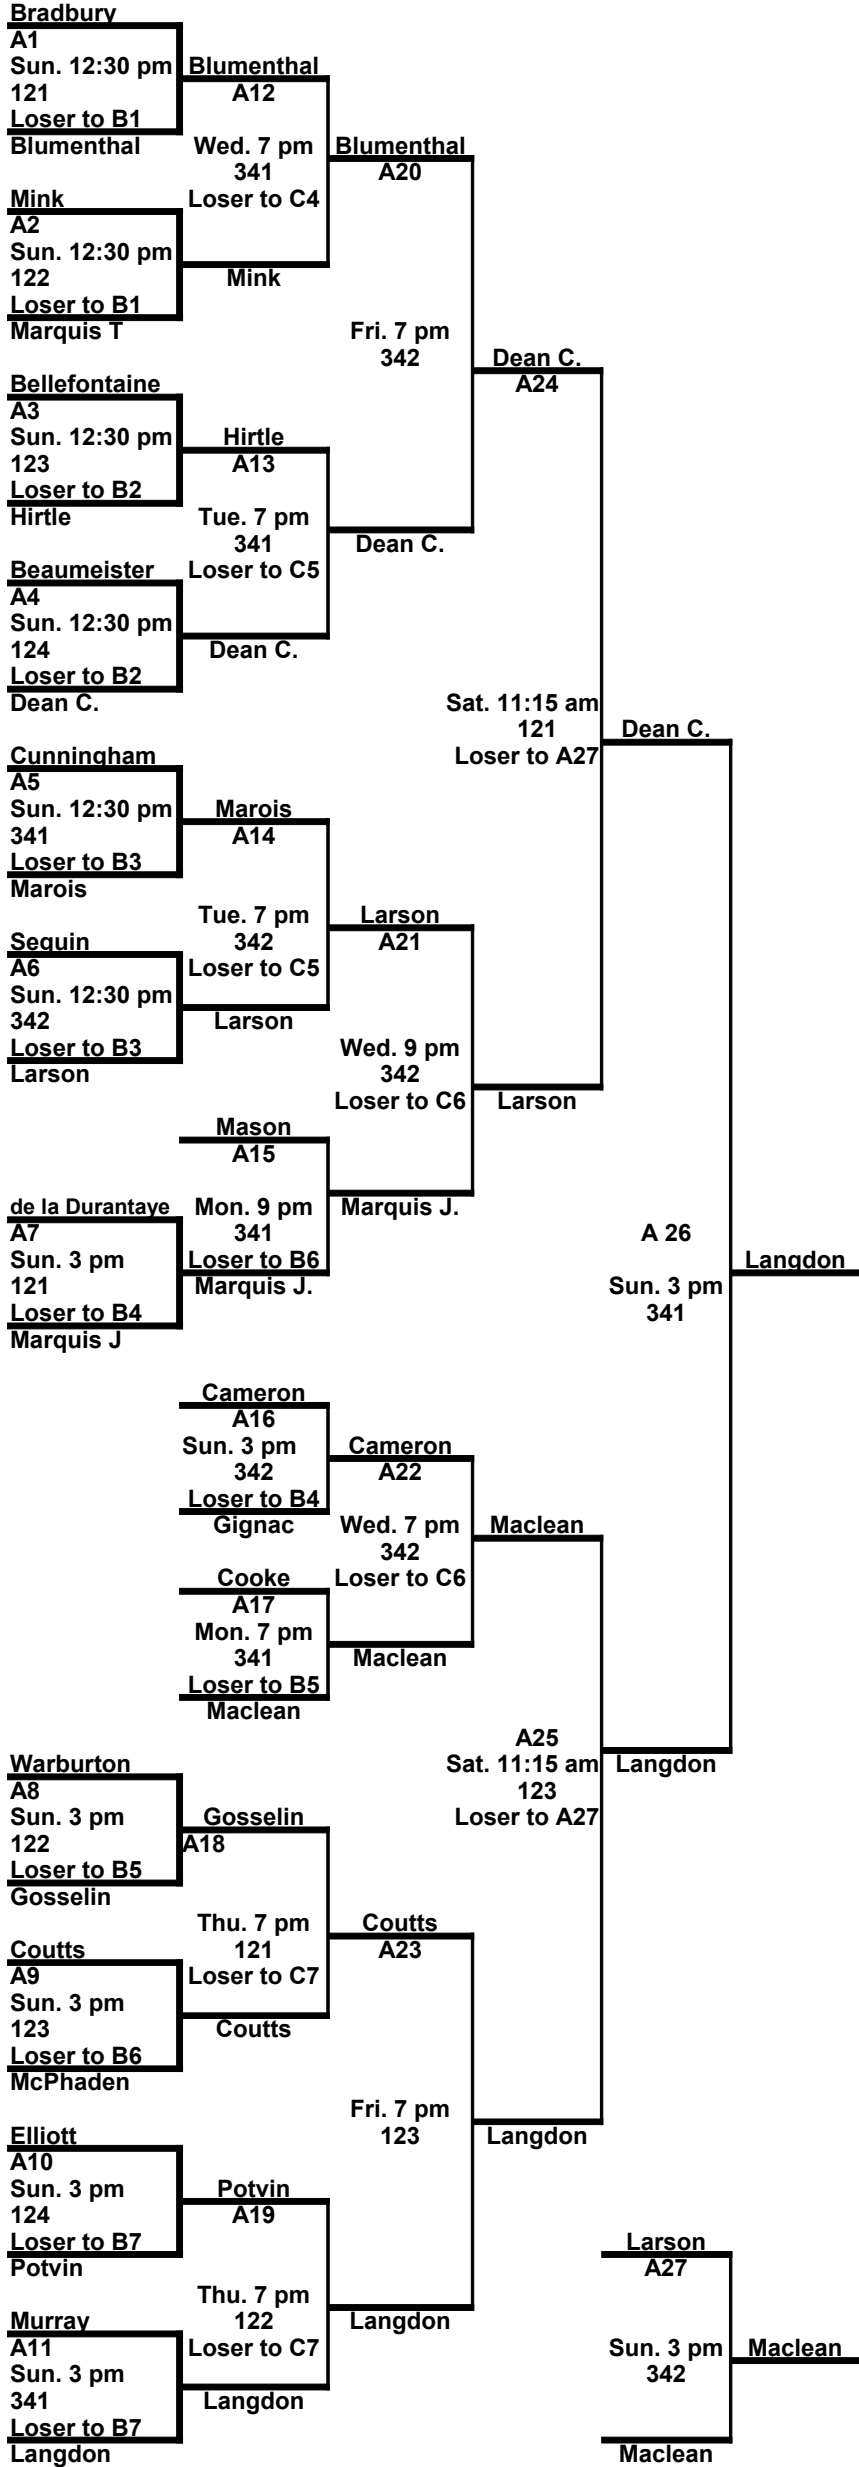 Bradbury
A1
Sun. 12:30 pm
121
Loser to B1
Blumenthal
Mink
A2
Sun. 12:30 pm
122
Loser to B1
Marquis T
Bellefontaine
A3
Sun. 12:30 pm
123
Loser to B2
Hirtle
Beaumeister
A4
Sun. 12:30 pm
124
Loser to B2
Dean C.
Cunningham
A5
Sun. 12:30 pm
341
Loser to B3
Marois
Seguin
A6
Sun. 12:30 pm
342
Loser to B3
Larson
de la Durantaye
A7
Sun. 3 pm
121
Loser to B4
Marquis J
Warburton
A8
Sun. 3 pm
122
Loser to B5
Gosselin
Coutts
A9
Sun. 3 pm
123
Loser to B6
McPhaden
Elliott
A10
Sun. 3 pm
124
Loser to B7
Potvin
Murray
A11
Sun. 3 pm
341
Loser to B7
Langdon
Blumenthal
A12
Wed. 7 pm
341
Loser to C4
Mink
Hirtle
A13
Tue. 7 pm
341
Loser to C5
Dean C.
Marois
A14
Tue. 7 pm
342
Loser to C5
Larson
Mason
A15
Mon. 9 pm
341
Loser to B6
Marquis J.
Cameron
A16
Sun. 3 pm
342
Loser to B4
Gignac
Cooke
A17
Mon. 7 pm
341
Loser to B5
Maclean
Gosselin
A18
Thu. 7 pm
121
Loser to C7
Coutts
Potvin
A19
Thu. 7 pm
122
Loser to C7
Langdon
Blumenthal
A20
Fri. 7 pm
342
Dean C.
Larson
A21
Wed. 9 pm
342
Loser to C6
Marquis J.
Cameron
A22
Wed. 7 pm
342
Loser to C6
Maclean
Coutts
A23
Fri. 7 pm
123
Langdon
Dean C.
A24
Sat. 11:15 am
121
Loser to A27
Larson
Maclean
A25
Sat. 11:15 am
123
Loser to A27
Langdon
Dean C.
A 26
Sun. 3 pm
341
Langdon
Langdon
Larson
A27
Sun. 3 pm
342
Maclean
Maclean